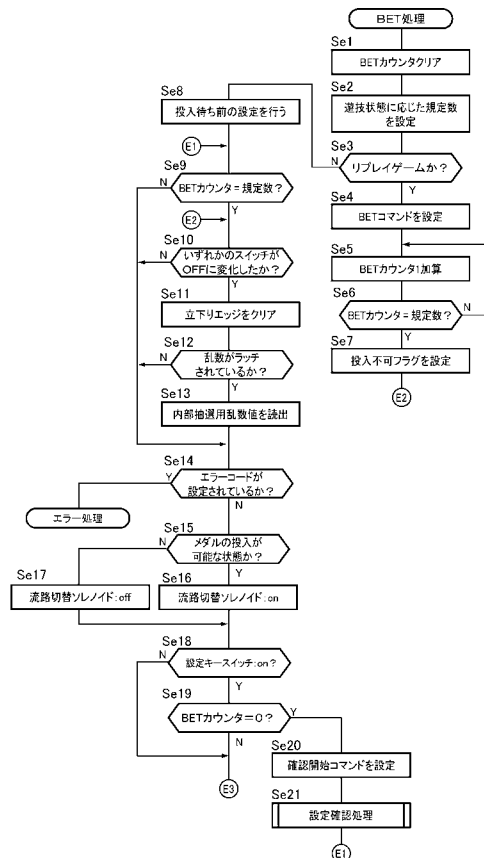 BET処理
Se1
BETカウンタクリア
Se2
遊技状態に応じた規定数
を設定
Se3
リプレイゲームか？
N
Y
Se4
BETコマンドを設定
Se5
BETカウンタ1加算
Se6
BETカウンタ＝規定数？
N
Y
Se7
投入不可フラグを設定
E2
Se8
投入待ち前の設定を行う
E1
Se9
BETカウンタ＝規定数？
N
Y
E2
Se10
いずれかのスイッチが
OFFに変化したか？
N
Y
Se11
立下りエッジをクリア
Se12
乱数がラッチ
されているか？
N
Y
Se13
内部抽選用乱数値を読出
Se14
エラーコードが
設定されているか？
Y
N
エラー処理
Se15
メダルの投入が
可能な状態か？
N
Y
Se17
流路切替ソレノイド：off
Se16
流路切替ソレノイド：on
Se18
設定キースイッチ：on？
N
Y
Se19
BETカウンタ＝0？
Y
N
E3
Se20
確認開始コマンドを設定
Se21
設定確認処理
E1